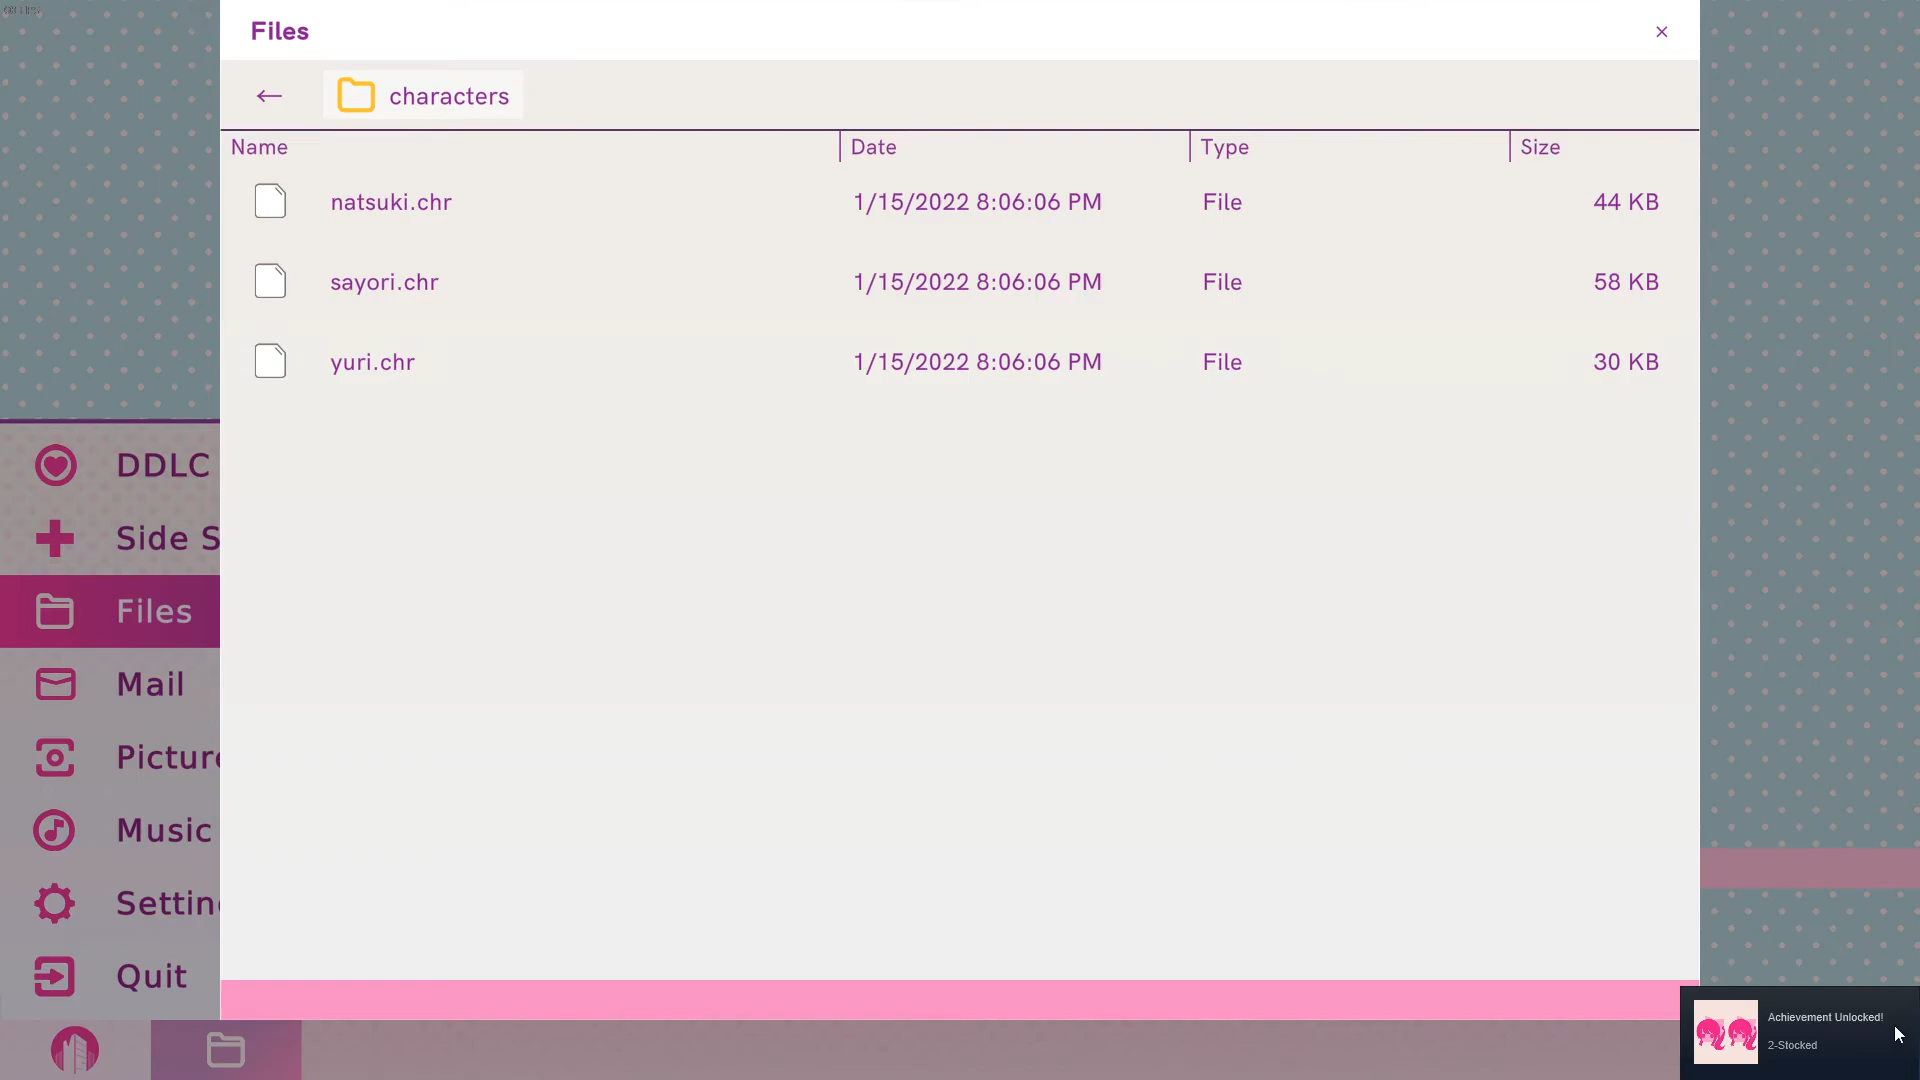 Files
characters
Name Date Type Size
natsuki.chr 1/15/2022 8:06:06 PM File 44 KB
sayori.chr 1/15/2022 8:06:06 PM File 58 KB
yuri.chr 1/15/2022 8:06:06 PM File 30 KB
DDLC
Side S
Files
Mail
Picture
Music
Setting
Quit
Achievement Unlocked!
2-Stocked